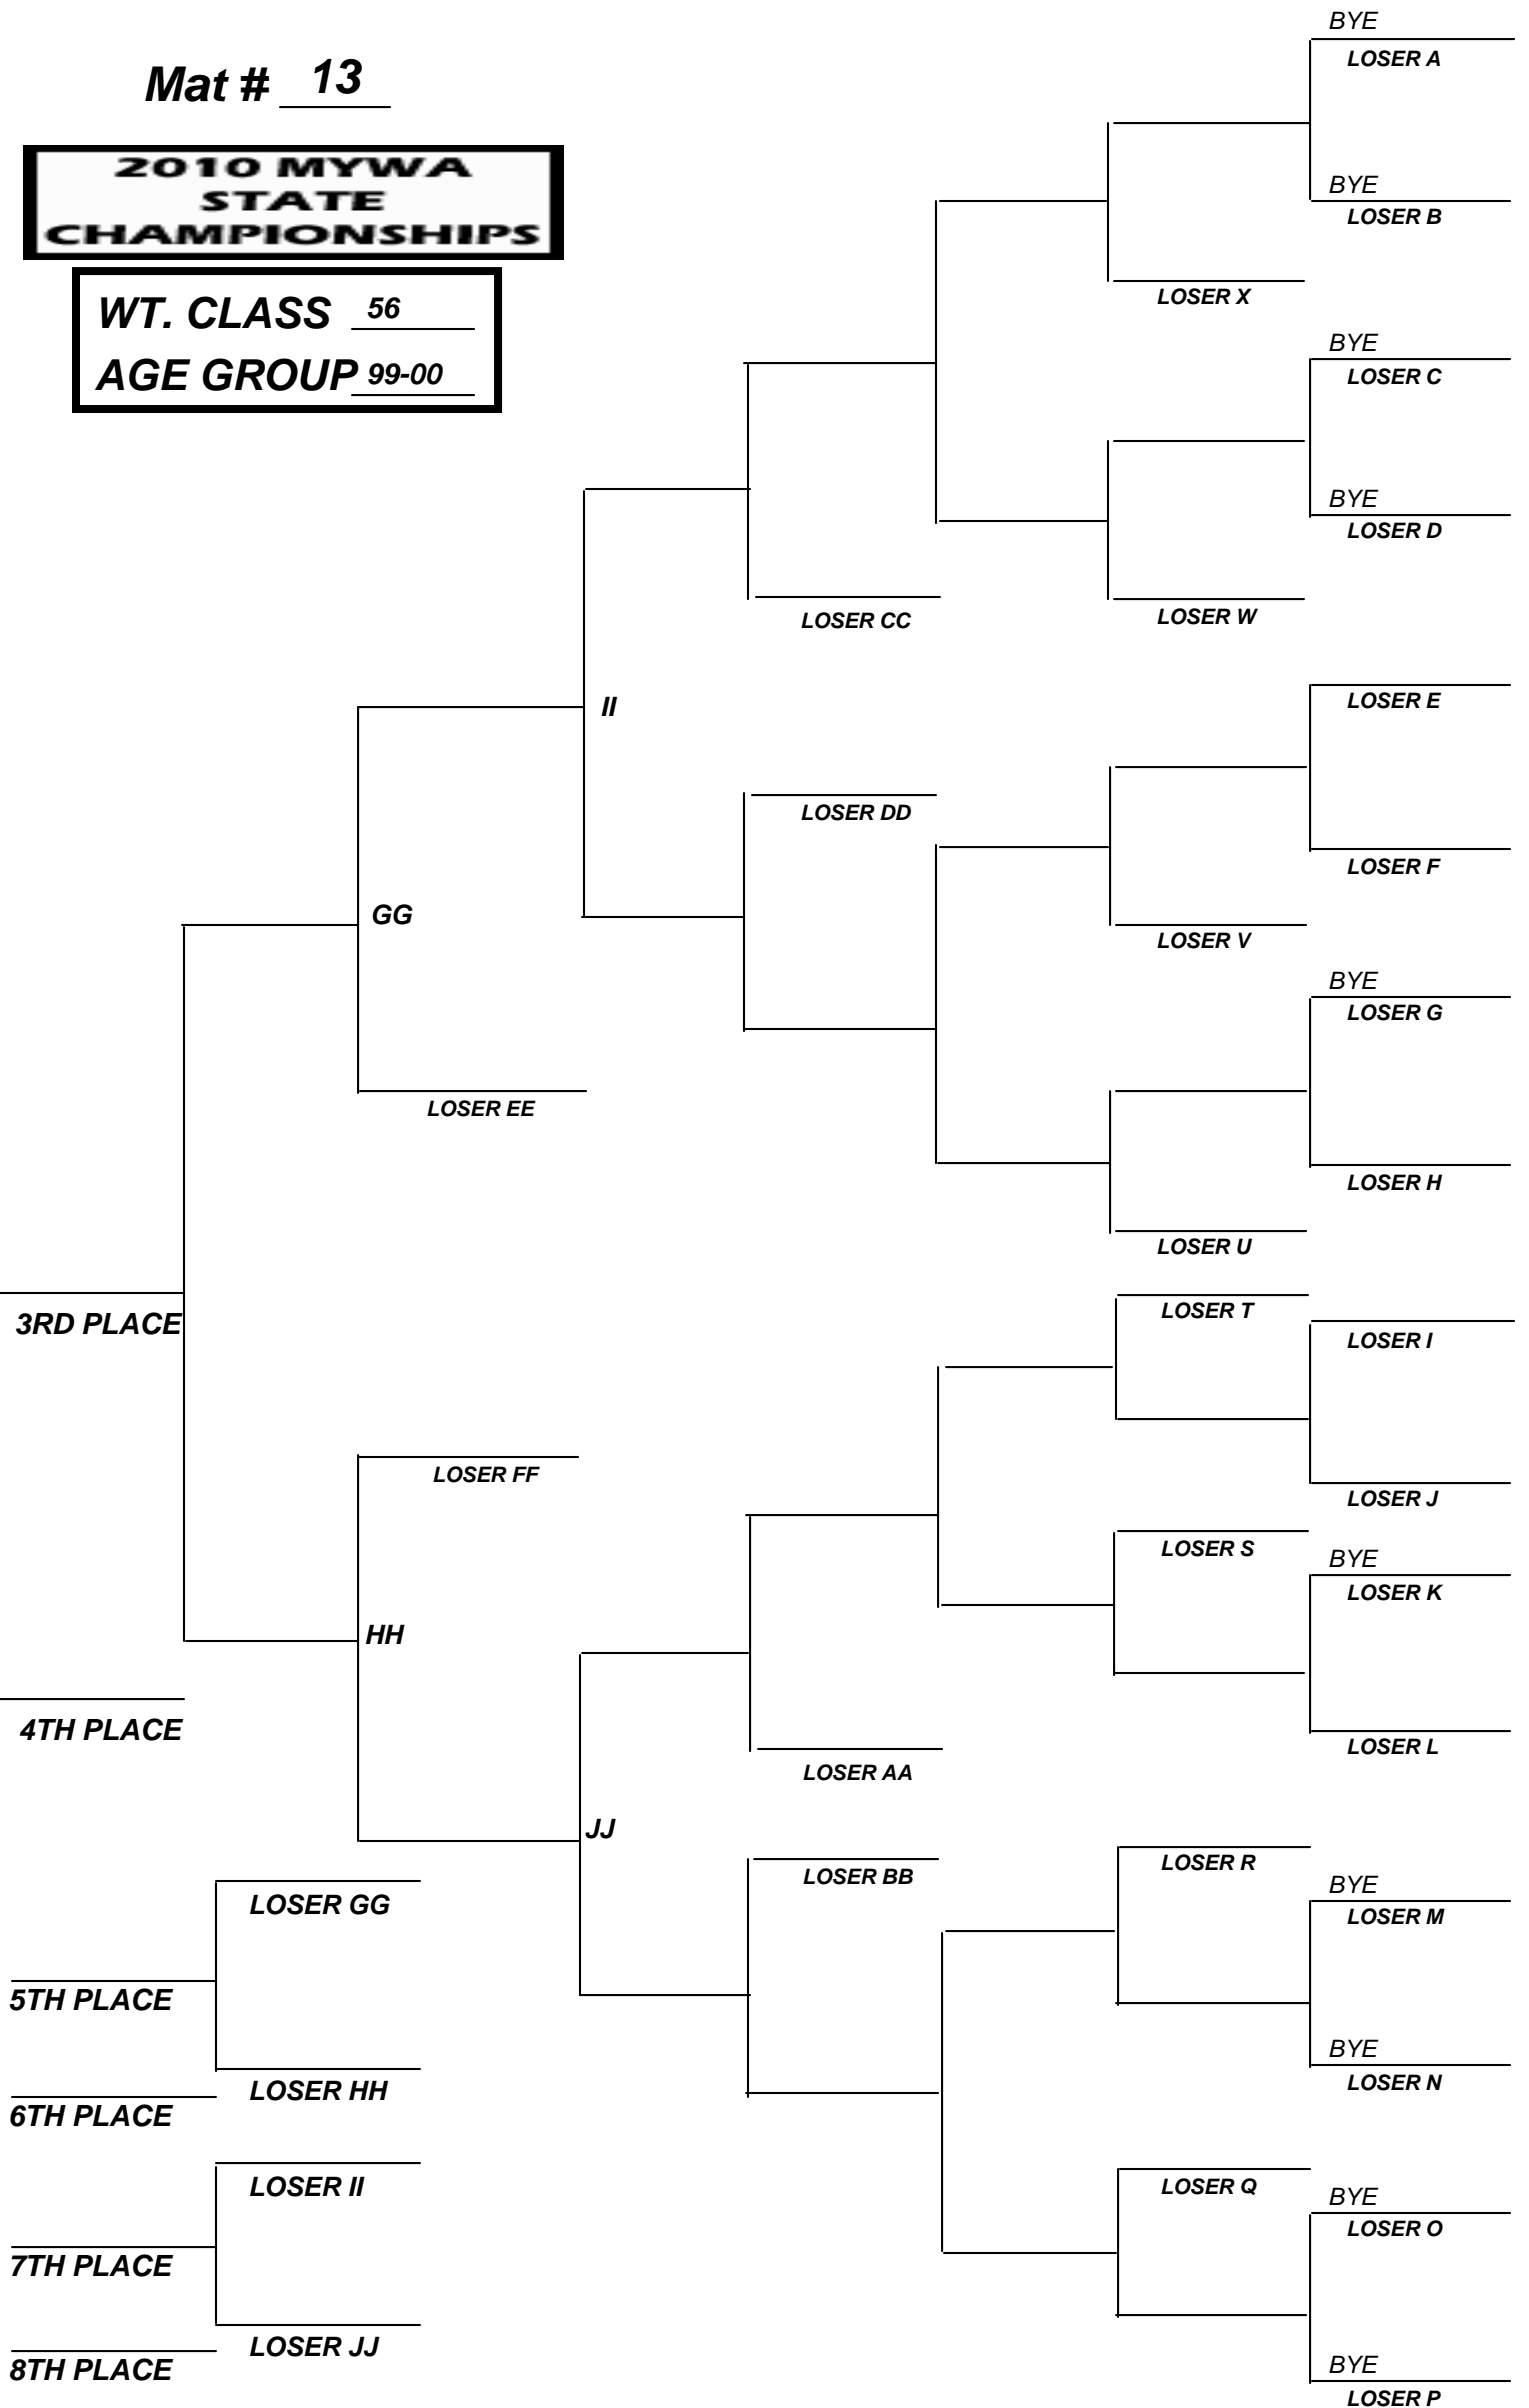 Mat # 13
2010 MYWA
STATE
CHAMPIONSHIPS
WT. CLASS 56
AGE GROUP 99-00
BYE
LOSER A
BYE
LOSER B
LOSER X
BYE
LOSER C
BYE
LOSER D
LOSER CC
LOSER W
LOSER E
II
LOSER DD
LOSER F
GG
LOSER V
BYE
LOSER G
LOSER EE
LOSER H
LOSER U
LOSER T
3RD PLACE
LOSER I
LOSER FF
LOSER J
LOSER S
BYE
LOSER K
HH
4TH PLACE
LOSER L
LOSER AA
JJ
LOSER R
LOSER BB
BYE
LOSER GG
LOSER M
5TH PLACE
BYE
LOSER HH
LOSER N
6TH PLACE
LOSER II
LOSER Q
BYE
LOSER O
7TH PLACE
LOSER JJ
8TH PLACE
BYE
LOSER P